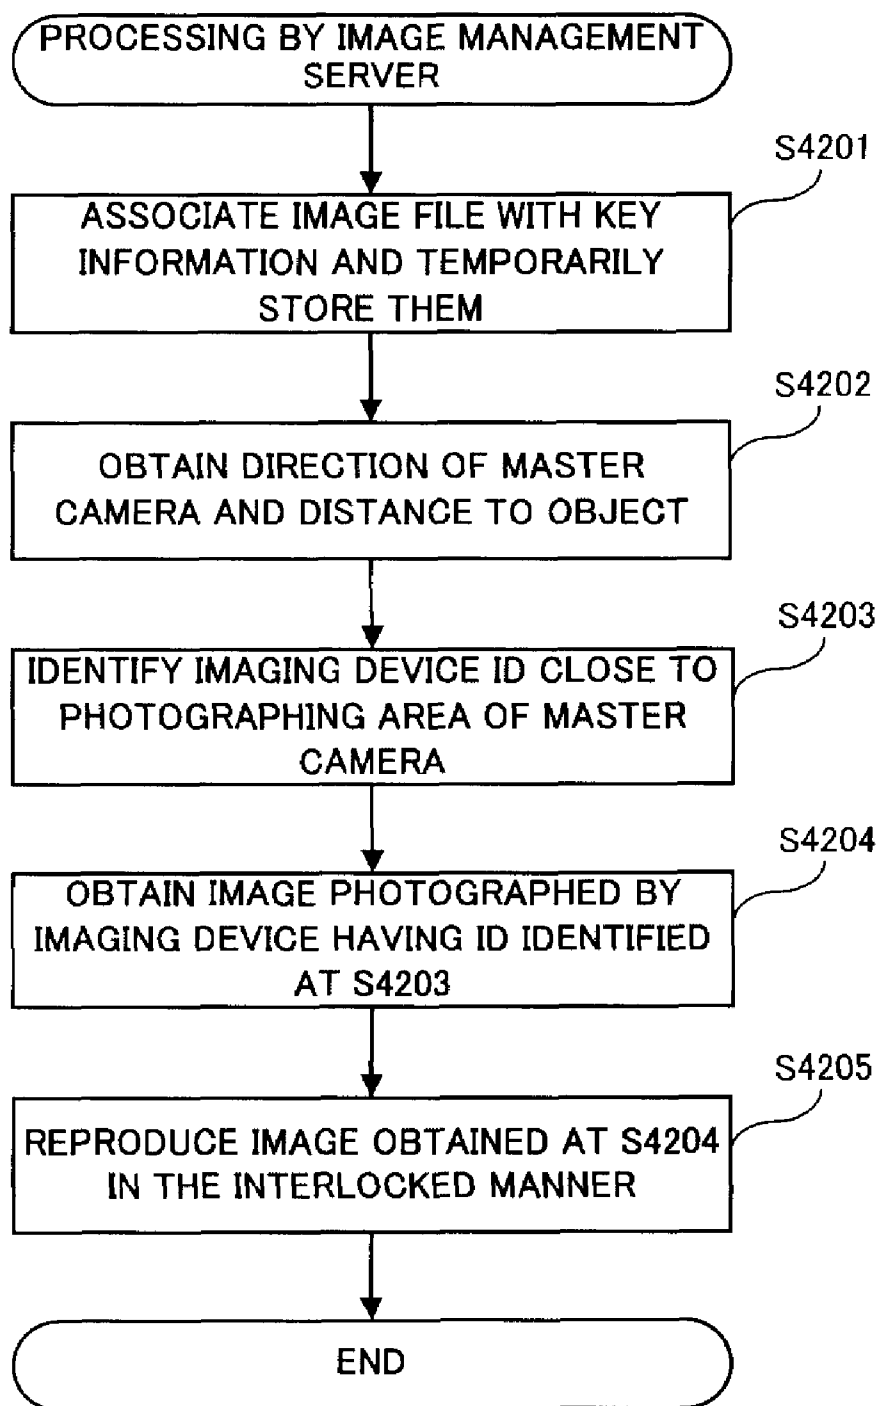 PROCESSING BY IMAGE MANAGEMENT
SERVER
S4201
ASSOCIATE IMAGE FILE WITH KEY
INFORMATION AND TEMPORARILY
STORE THEM
S4202
OBTAIN DIRECTION OF MASTER
CAMERA AND DISTANCE TO OBJECT
S4203
IDENTIFY IMAGING DEVICE ID CLOSE TO
PHOTOGRAPHING AREA OF MASTER
CAMERA
S4204
OBTAIN IMAGE PHOTOGRAPHED BY
IMAGING DEVICE HAVING ID IDENTIFIED
AT S4203
S4205
REPRODUCE IMAGE OBTAINED AT S4204
IN THE INTERLOCKED MANNER
END